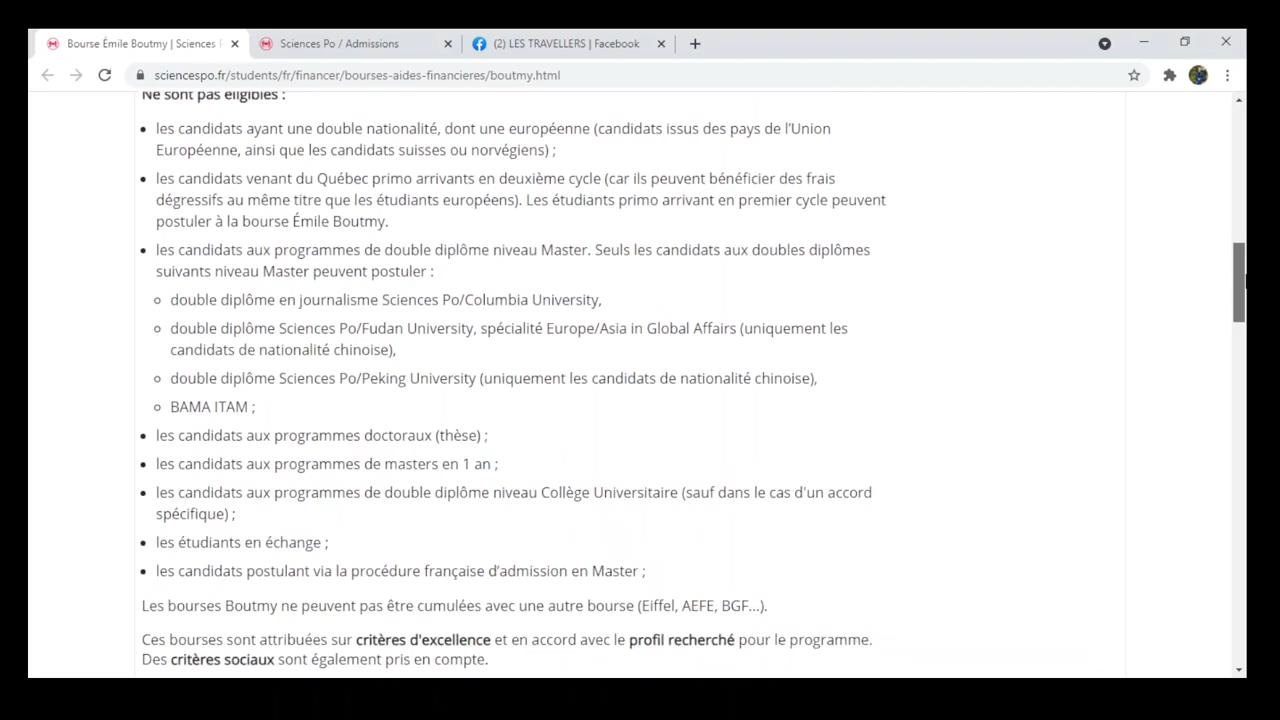 Bourse Émile Boutmy | Sciences
Sciences Po / Admissions
(2) LES TRAVELLERS | Facebook
sciencespo.fr/students/fr/financer/bourses-aides-financieres/boutmy.html
Ne sont pas eligibles :
les candidats ayant une double nationalité, dont une européenne (candidats issus des pays de l'Union
Européenne, ainsi que les candidats suisses ou norvégiens) ;
les candidats venant du Québec primo arrivants en deuxième cycle (car ils peuvent bénéficier des frais
dégressifs au même titre que les étudiants européens). Les étudiants primo arrivant en premier cycle peuvent
postuler à la bourse Émile Boutmy.
les candidats aux programmes de double diplôme niveau Master. Seuls les candidats aux doubles diplômes
suivants niveau Master peuvent postuler :
double diplôme en journalisme Sciences Po/Columbia University,
double diplôme Sciences Po/Fudan University, spécialité Europe/Asia in Global Affairs (uniquement les
candidats de nationalité chinoise),
double diplôme Sciences Po/Peking University (uniquement les candidats de nationalité chinoise),
BAMA ITAM ;
les candidats aux programmes doctoraux (thèse) ;
les candidats aux programmes de masters en 1 an ;
les candidats aux programmes de double diplôme niveau Collège Universitaire (sauf dans le cas d'un accord
spécifique) ;
les étudiants en échange ;
les candidats postulant via la procédure française d'admission en Master ;
Les bourses Boutmy ne peuvent pas être cumulées avec une autre bourse (Eiffel, AEFE, BGF...).
Ces bourses sont attribuées sur critères d'excellence et en accord avec le profil recherché pour le programme.
Des critères sociaux sont également pris en compte.